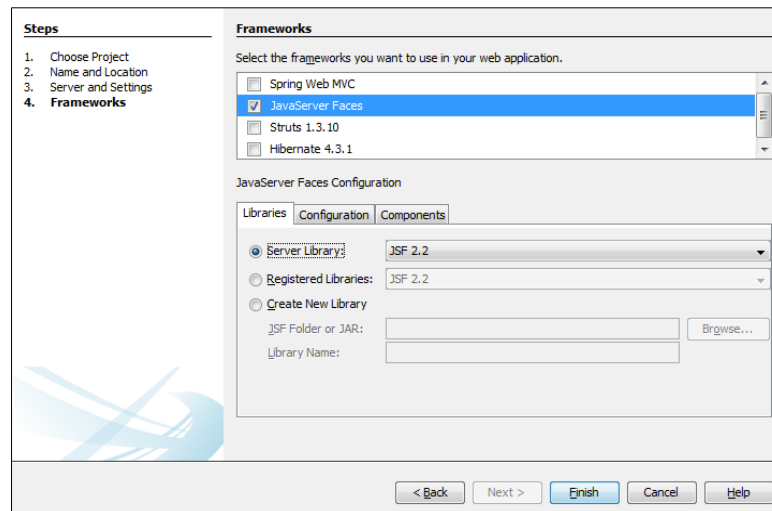 Steps
1. Choose Project
2. Name and Location
3. Server and Settings
4. Frameworks
Frameworks
Select the frameworks you want to use in your web application.
Spring Web MVC
JavaServer Faces
Struts 1.3.10
Hibernate 4.3.1
JavaServer Faces Configuration
Libraries Configuration Components
Server Library: JSF 2.2
Registered Libraries: JSF 2.2
Create New Library
JSF Folder or JAR: Browse...
Library Name:
< Back Next > Finish Cancel Help